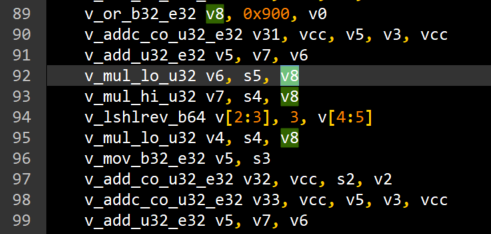 89 v_or_b32_e32 v8, 0x900, v0
90 v_addc_co_u32_e32 v31, vcc, v5, v3, vcc
91 v_add_u32_e32 v5, v7, v6
92 v_mul_lo_u32 v6, s5, v8
93 v_mul_hi_u32 v7, s4, v8
94 v_lshlrev_b64 v[2:3], 3, v[4:5]
95 v_mul_lo_u32 v4, s4, v8
96 v_mov_b32_e32 v5, s3
97 v_add_co_u32_e32 v32, vcc, s2, v2
98 v_addc_co_u32_e32 v33, vcc, v5, v3, vcc
99 v_add_u32_e32 v5, v7, v6